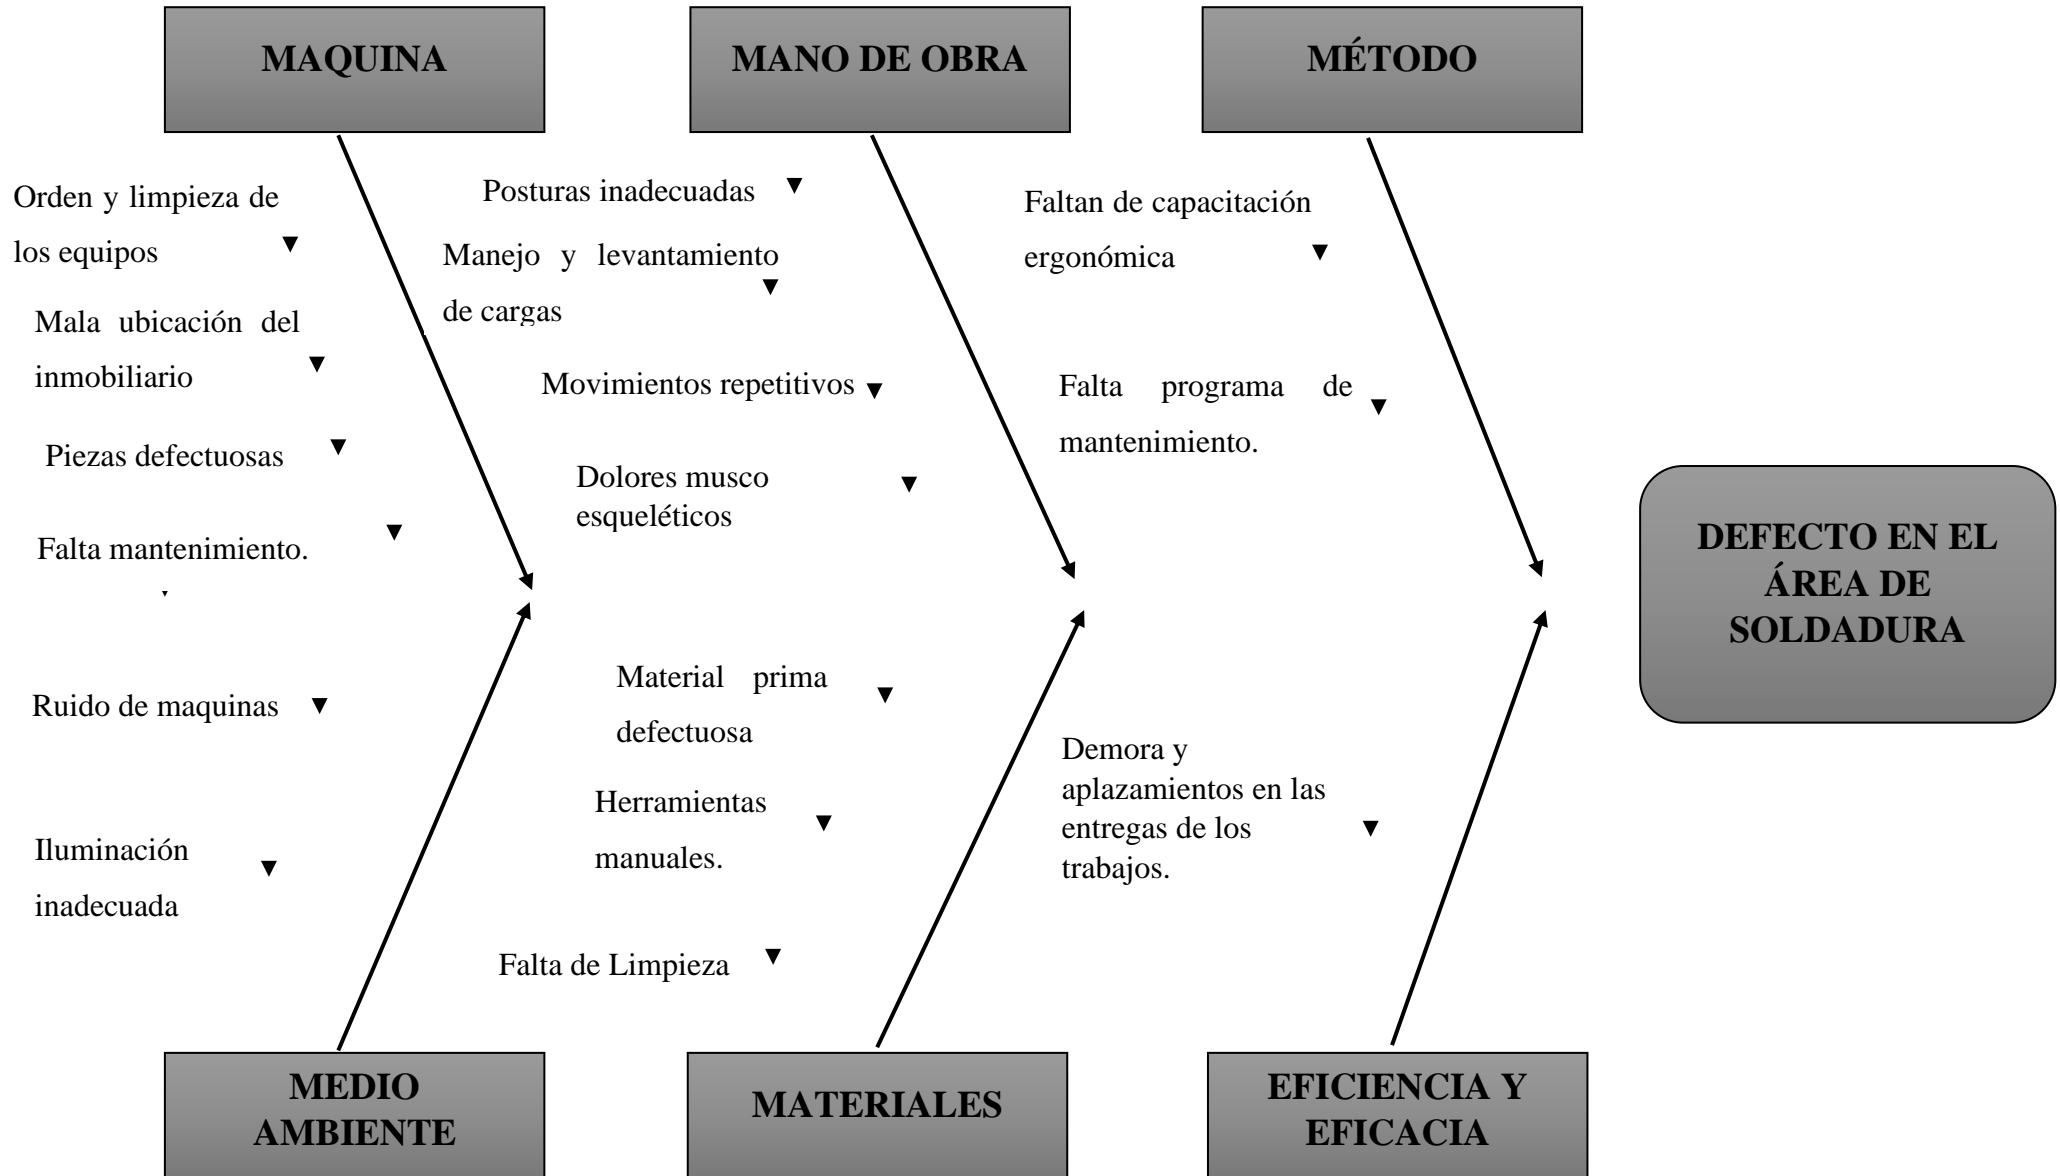 MAQUINA
MANO DE OBRA
MÉTODO
Orden y limpieza de
los equipos
Mala ubicación del
inmobiliario
Piezas defectuosas
Falta mantenimiento.
Posturas inadecuadas
Manejo y levantamiento
de cargas
Movimientos repetitivos
Dolores musco
esqueléticos
Faltan de capacitación
ergonómica
Falta programa de
mantenimiento.
DEFECTO EN EL
ÁREA DE
SOLDADURA
Ruido de maquinas
Iluminación
inadecuada
Material prima
defectuosa
Herramientas
manuales.
Falta de Limpieza
Demora y
aplazamientos en las
entregas de los
trabajos.
MEDIO
AMBIENTE
MATERIALES
EFICIENCIA Y
EFICACIA